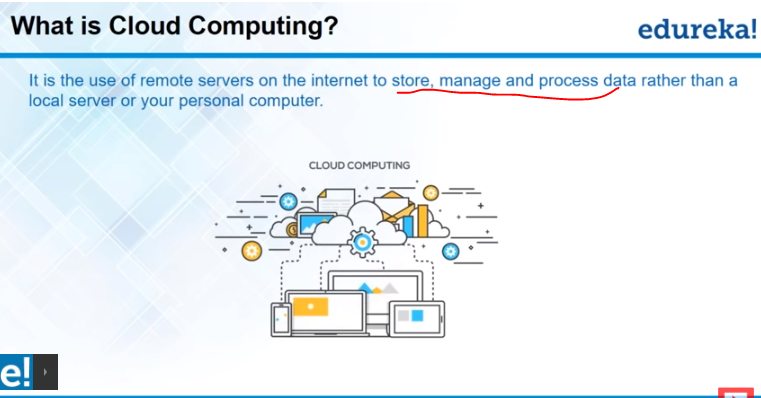 What is Cloud Computing?
edureka!
It is the use of remote servers on the internet to store, manage and process data rather than a
local server or your personal computer.
CLOUD COMPUTING
e!